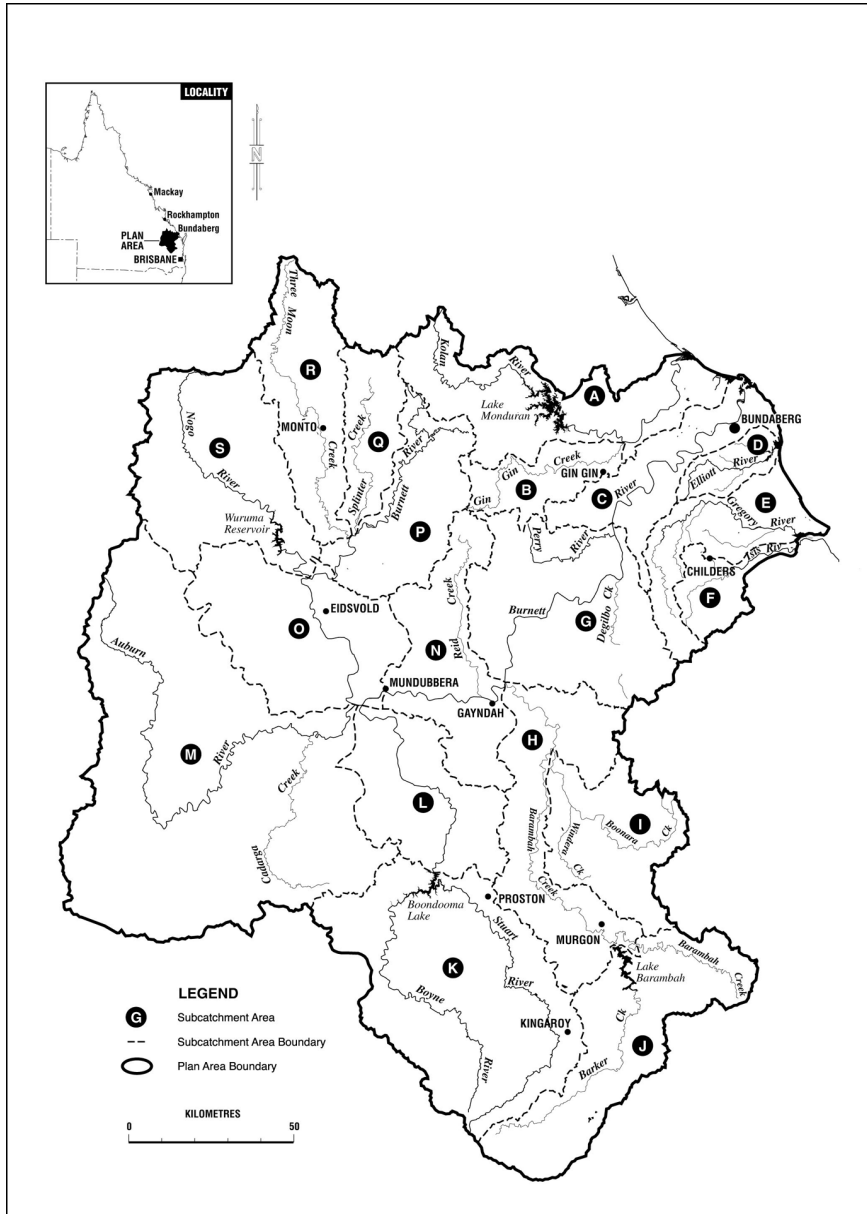 LOCALITY
N
Mackay
Rockhampton
Bundaberg
PLAN
AREA
BRISBANE
Three
Moon
Kolan
River
Lake
Monduran
A
R
Nogo
MONTO
Creek
Q
River
S
BUNDABERG
D
Creek
GIN GIN
Gin
Gin
B
C
River
Elliott
River
E
River
Splinter
Creek
Burnett
Gregory
River
Wuruma
Reservoir
P
Perry
River
Isis Riv
CHILDERS
F
EIDSVOLD
O
Creek
Burnett
G
Degilbo
Ck
Auburn
N
Reid
MUNDUBBERA
GAYNDAH
H
M
River
Creek
L
I
Boonara
Ck
Barambah
Windera
Ck
Cadarga
Boondooma
Lake
PROSTON
Creek
Stuart
MURGON
Barambah
Creek
Lake
Barambah
K
Boyne
River
KINGAROY
Ck
J
River
Barker
LEGEND
G
Subcatchment Area
Subcatchment Area Boundary
Plan Area Boundary
KILOMETRES
0
50